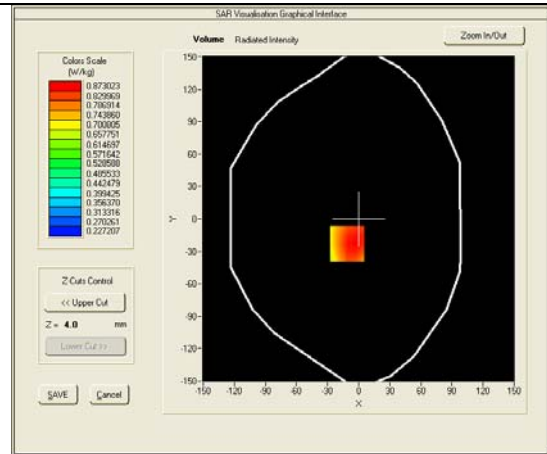 SAR Visualisation Graphical Interface
Volume Radiated Intensity
Zoom In/Out
Colors Scale
(W/kg)
0.873023
0.829969
0.786914
0.743860
0.700805
0.657751
0.614697
0.571642
0.528588
0.485533
0.442479
0.399425
0.356370
0.313316
0.270261
0.227207
Z Cuts Control
<< Upper Cut
Z = 4.0 mm
Lower Cut >>
SAVE
Cancel
150
120
90
60
30
0
-30
-60
-90
-120
-150
Y
-150 -120 -90 -60 -30 0 30 60 90 120 150
X